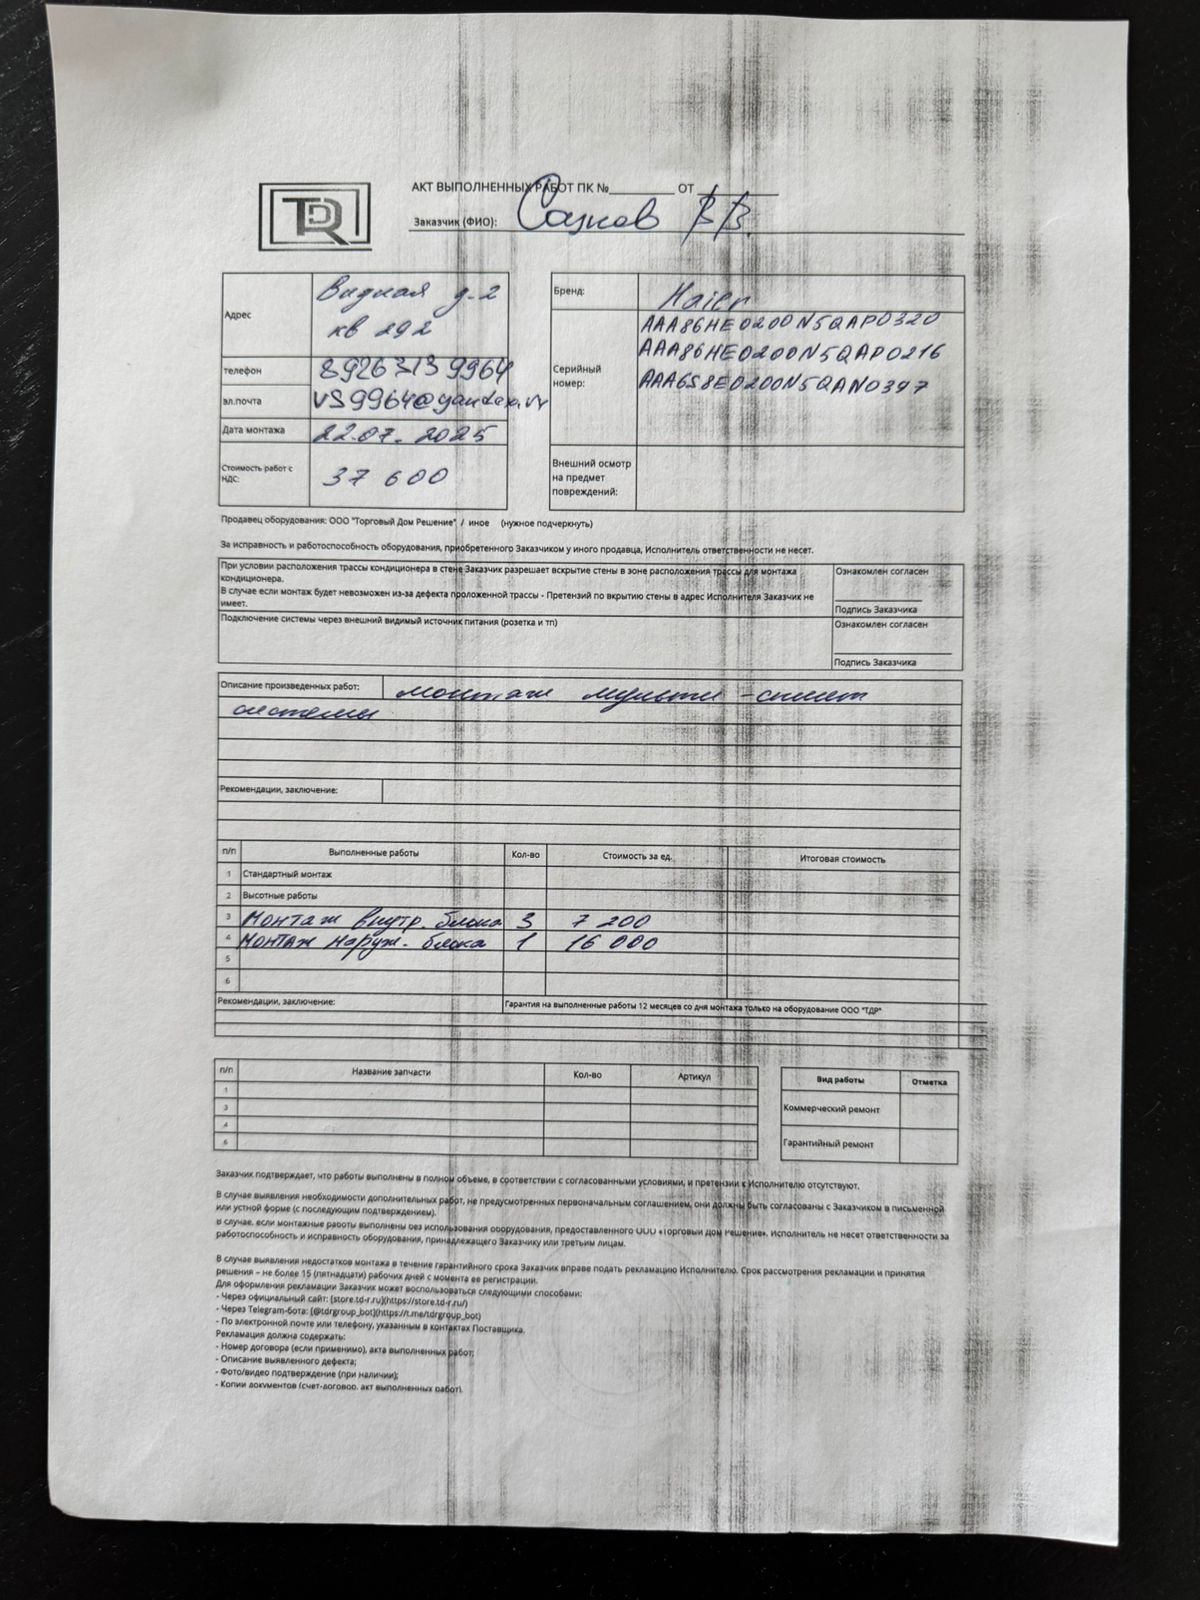 TDR
АКТ ВЫПОЛНЕННЫХ РАБОТ ПК №__________ ОТ ____________
Заказчик (ФИО): В.В.
Адрес Видная д.2
кв 292
телефон 89263139964
эл.почта VS9964@yandex.ru
Дата монтажа 22.07.2025
Стоимость работ с НДС: 37 600
Бренд: Haier
Серийный номер: AAA86HE0200N5QAP0320
AAA86HE0200N5QAP0216
AAA6S8E0200N5QAN0397
Внешний осмотр на предмет повреждений:
Продавец оборудования: ООО "Торговый Дом Решение" / иное (нужное подчеркнуть)
За исправность и работоспособность оборудования, приобретенного Заказчиком у иного продавца, Исполнитель ответственности не несет.
При условии расположения трассы кондиционера в стене Заказчик разрешает вскрытие стены в зоне расположения трассы для монтажа
кондиционера.
В случае если монтаж будет невозможен из-за дефекта проложенной трассы - Претензий по вкрытию стены в адрес Исполнителя Заказчик не
имеет.
Ознакомлен согласен
Подпись Заказчика
Подключение системы через внешний видимый источник питания (розетка и тп)
Ознакомлен согласен
Подпись Заказчика
Описание произведенных работ: монтаж мульти-сплит
системы
Рекомендации, заключение:
п/п Выполненные работы Кол-во Стоимость за ед. Итоговая стоимость
1 Стандартный монтаж
2 Высотные работы
3 Монтаж внутр. блока 3 7 200
4 Монтаж наруж. блока 1 16 000
5
6
Рекомендации, заключение: Гарантия на выполненные работы 12 месяцев со дня монтажа только на оборудование ООО "ТДР"
п/п Название запчасти Кол-во Артикул
1
3
4
6
Вид работы Отметка
Коммерческий ремонт
Гарантийный ремонт
Заказчик подтверждает, что работы выполнены в полном объеме, в соответствии с согласованными условиями, и претензии к Исполнителю отсутствуют.
В случае выявления необходимости дополнительных работ, не предусмотренных первоначальным соглашением, они должны быть согласованы с Заказчиком в письменной
или устной форме (с последующим подтверждением).
В случае, если монтажные работы выполнены без использования оборудования, предоставленного ООО «Торговый Дом Решение», Исполнитель не несет ответственности за
работоспособность и исправность оборудования, принадлежащего Заказчику или третьим лицам.
В случае выявления недостатков монтажа в течение гарантийного срока Заказчик вправе подать рекламацию Исполнителю. Срок рассмотрения рекламации и принятия
решения – не более 15 (пятнадцати) рабочих дней с момента ее регистрации.
Для оформления рекламации Заказчик может воспользоваться следующими способами:
- Через официальный сайт: [store.td-r.ru](https://store.td-r.ru/)
- Через Telegram-бота: [@tdrgroup_bot](https://t.me/tdrgroup_bot)
- По электронной почте или телефону, указанным в контактах Поставщика.
Рекламация должна содержать:
- Номер договора (если применимо), акта выполненных работ;
- Описание выявленного дефекта;
- Фото/видео подтверждение (при наличии);
- Копии документов (счет-договор, акт выполненных работ).